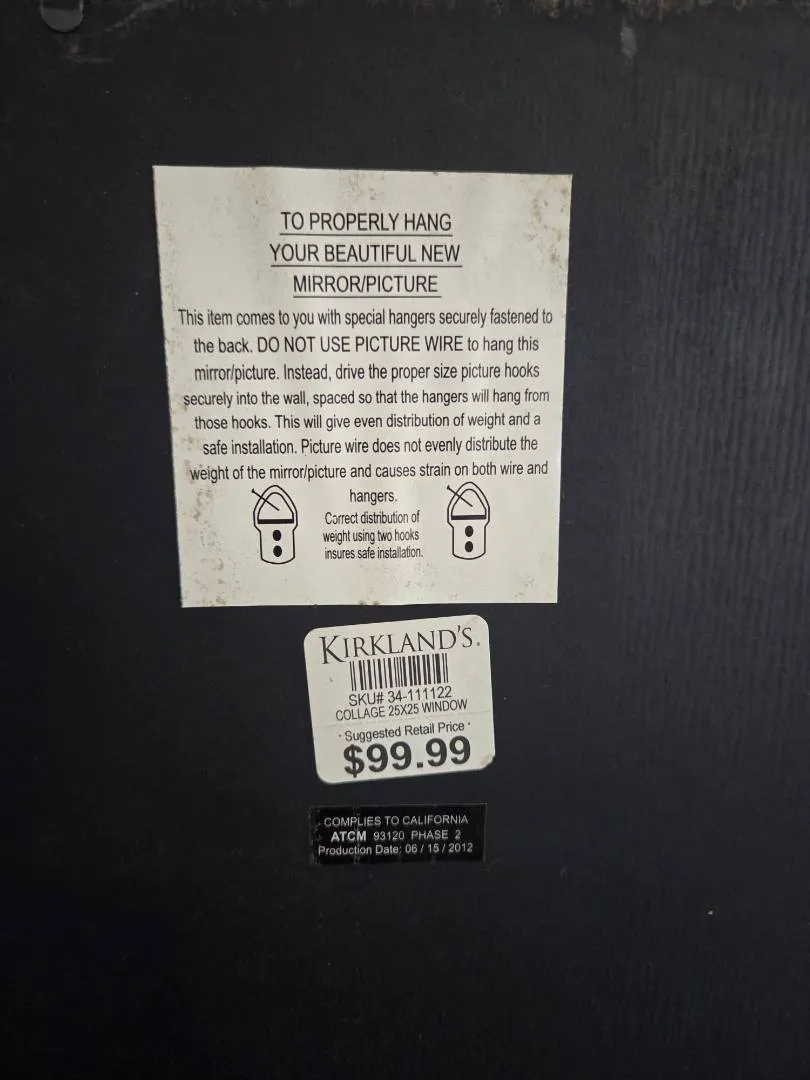 TO PROPERLY HANG
YOUR BEAUTIFUL NEW
MIRROR/PICTURE
This item comes to you with special hangers securely fastened to
the back. DO NOT USE PICTURE WIRE to hang this
mirror/picture. Instead, drive the proper size picture hooks
securely into the wall, spaced so that the hangers will hang from
those hooks. This will give even distribution of weight and a
safe installation. Picture wire does not evenly distribute the
weight of the mirror/picture and causes strain on both wire and
hangers.
Correct distribution of
weight using two hooks
insures safe installation.
KIRKLAND'S.
SKU# 34-111122
COLLAGE 25X25 WINDOW
· Suggested Retail Price ·
$99.99
COMPLIES TO CALIFORNIA
ATCM 93120 PHASE 2
Production Date: 06 / 15 / 2012